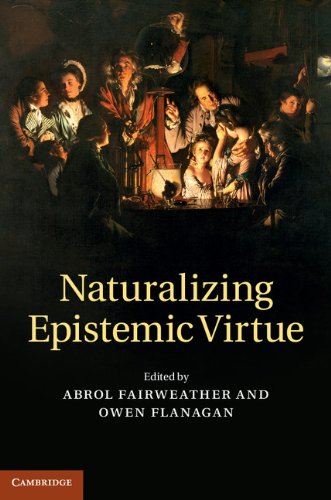 Naturalizing
Epistemic Virtue
Edited by
ABROL FAIRWEATHER AND
OWEN FLANAGAN
CAMBRIDGE